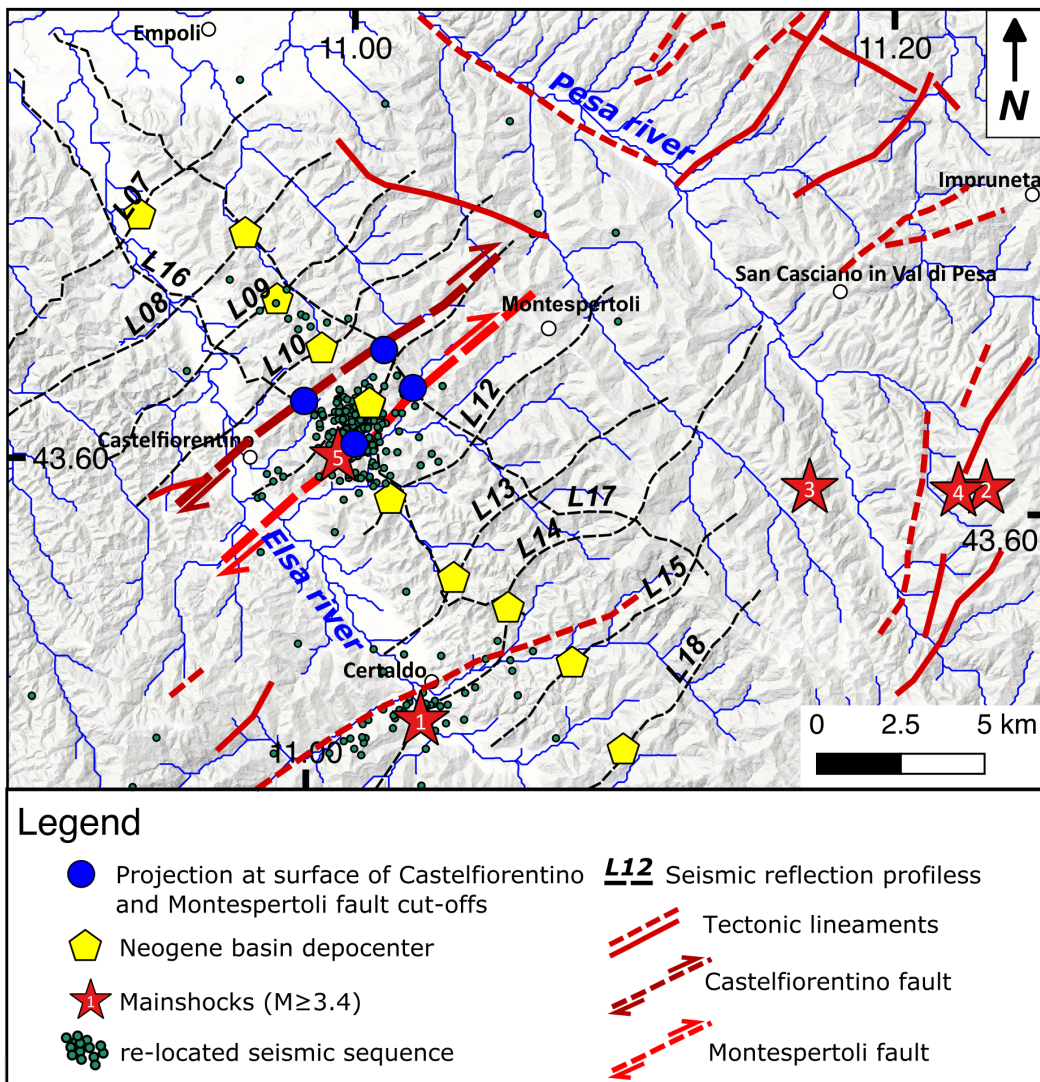 Empoli
11.00
11.20
N
Pesa river
Impruneta
L07
L16
San Casciano in Val di Pesa
L08
L09
Montespertoli
L10
L12
Castelfiorentino
43.60
5
L13
L17
3
4
2
43.60
L14
Elsa river
L15
L18
Certaldo
1
0 2.5 5 km
11.00
Legend
Projection at surface of Castelfiorentino
and Montespertoli fault cut-offs
L12 Seismic reflection profiless
Tectonic lineaments
Neogene basin depocenter
Castelfiorentino fault
1 Mainshocks (M≥3.4)
re-located seismic sequence
Montespertoli fault